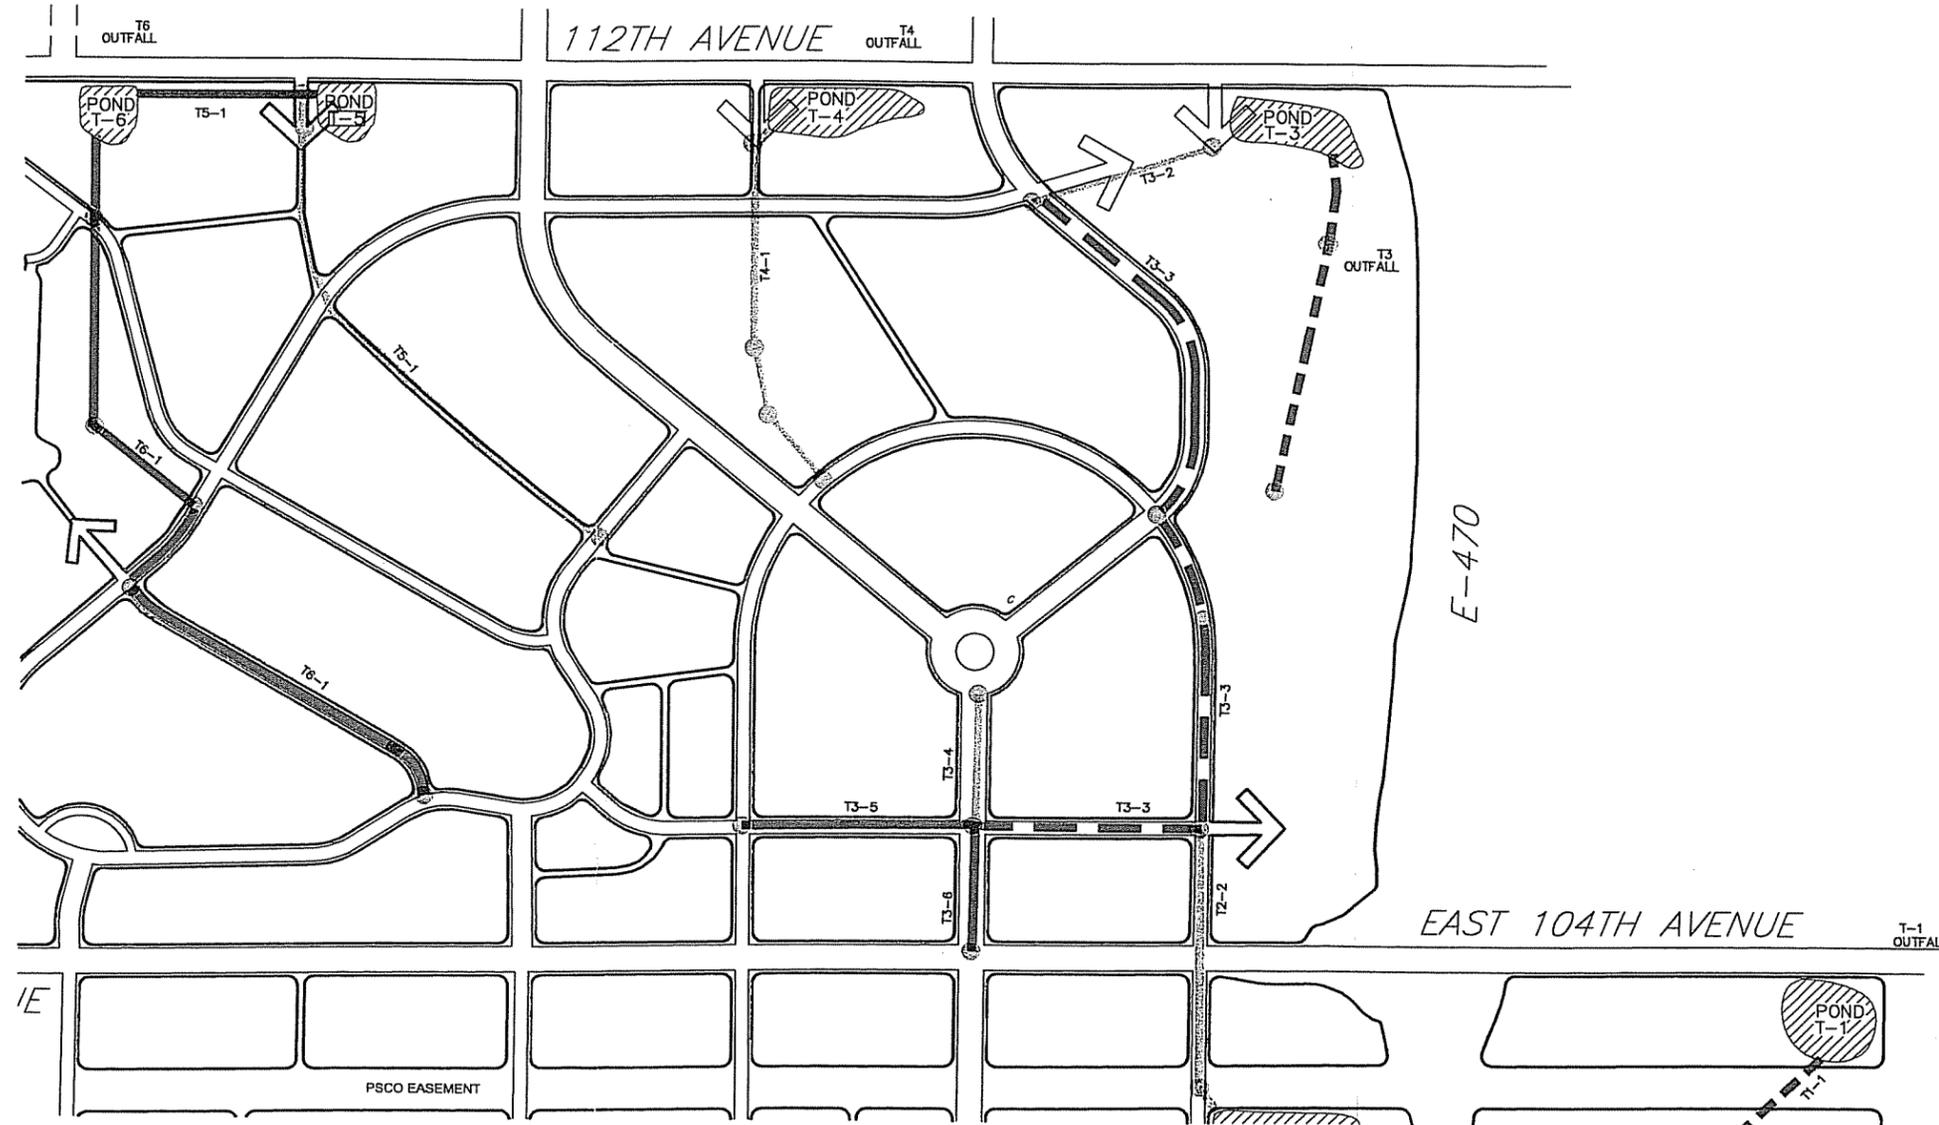 T6
OUTFALL
112TH AVENUE
T4
OUTFALL
POND
T-6
T5-1
POND
T-5
POND
T-4
POND
T-3
T3-2
T4-1
T3-3
T3
OUTFALL
T5-1
T6-1
E-470
C
T6-1
T3-3
T3-4
T3-5
T3-3
T3-6
T2-2
EAST 104TH AVENUE
T-1
OUTFAL
IE
POND
T-1
PSCO EASEMENT
T1-1